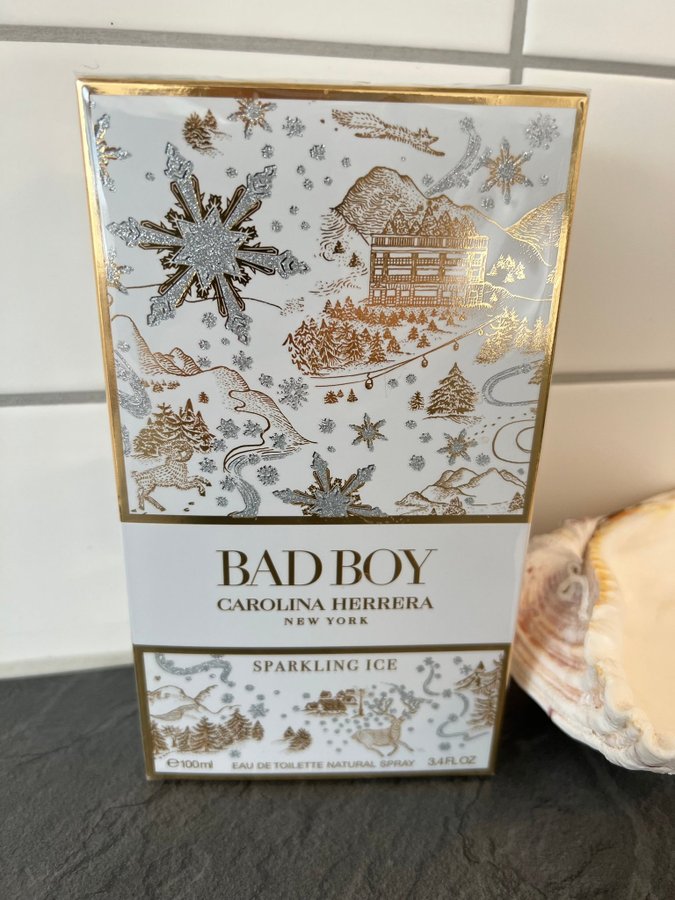 BAD BOY
CAROLINA HERRERA
NEW YORK
SPARKLING ICE
℮100ml EAU DE TOILETTE NATURAL SPRAY 3.4 FL OZ